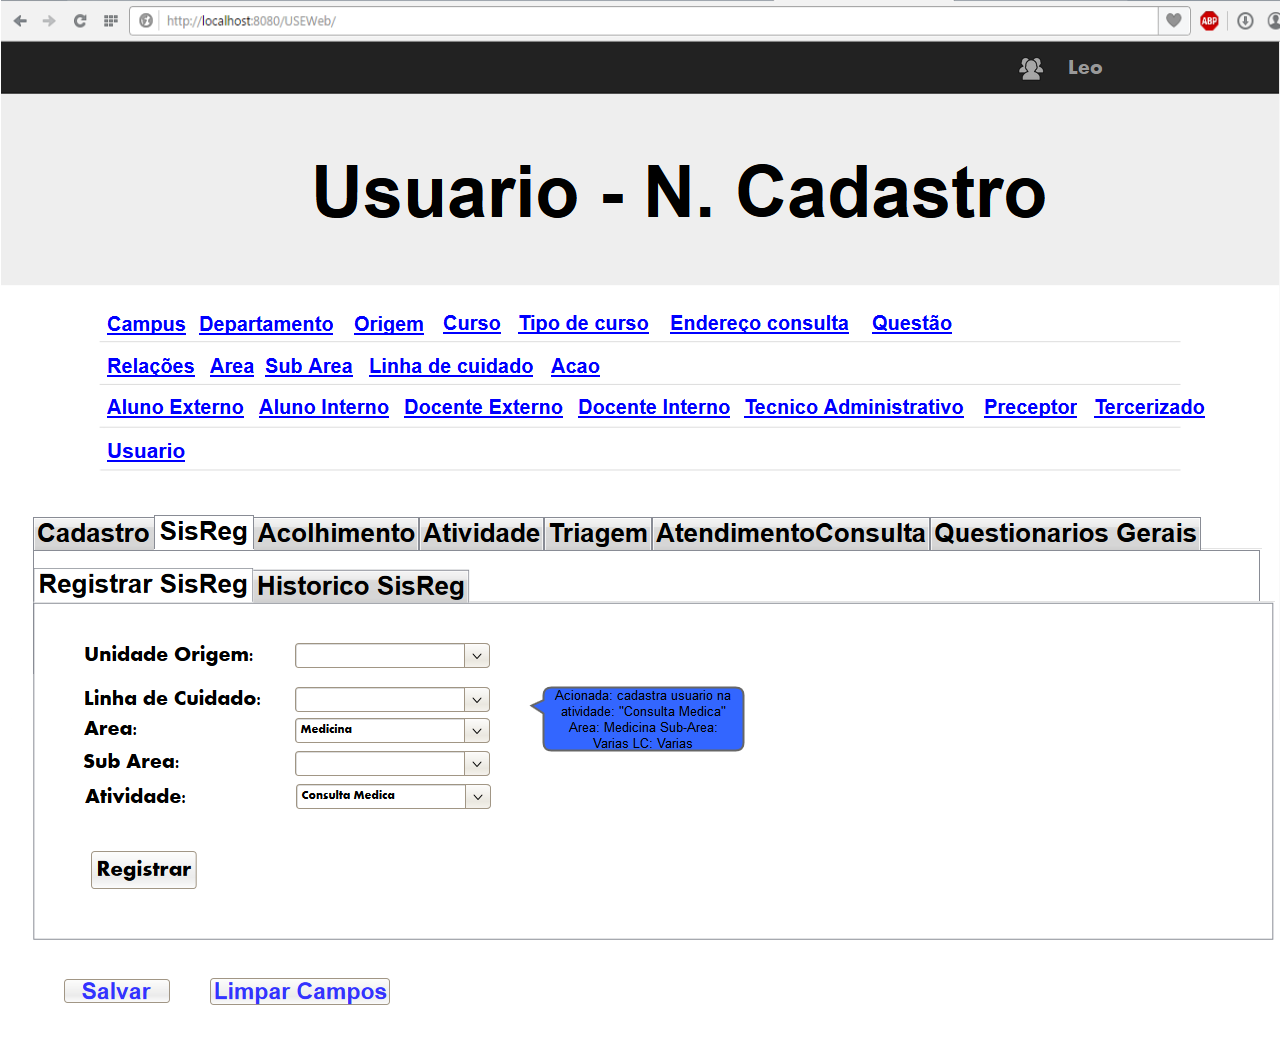 http://localhost:8080/USEWeb/
ABP
Leo
Usuario - N. Cadastro
Campus Departamento Origem Curso Tipo de curso Endereço consulta Questão
Relações Area Sub Area Linha de cuidado Acao
Aluno Externo Aluno Interno Docente Externo Docente Interno Tecnico Administrativo Preceptor Tercerizado
Usuario
Cadastro SisReg Acolhimento Atividade Triagem AtendimentoConsulta Questionarios Gerais
Registrar SisReg Historico SisReg
Unidade Origem:
Linha de Cuidado:
Area: Medicina
Sub Area:
Atividade: Consulta Medica
Acionada: cadastra usuario na
atividade: "Consulta Medica"
Area: Medicina Sub-Area:
Varias LC: Varias
Registrar
Salvar Limpar Campos